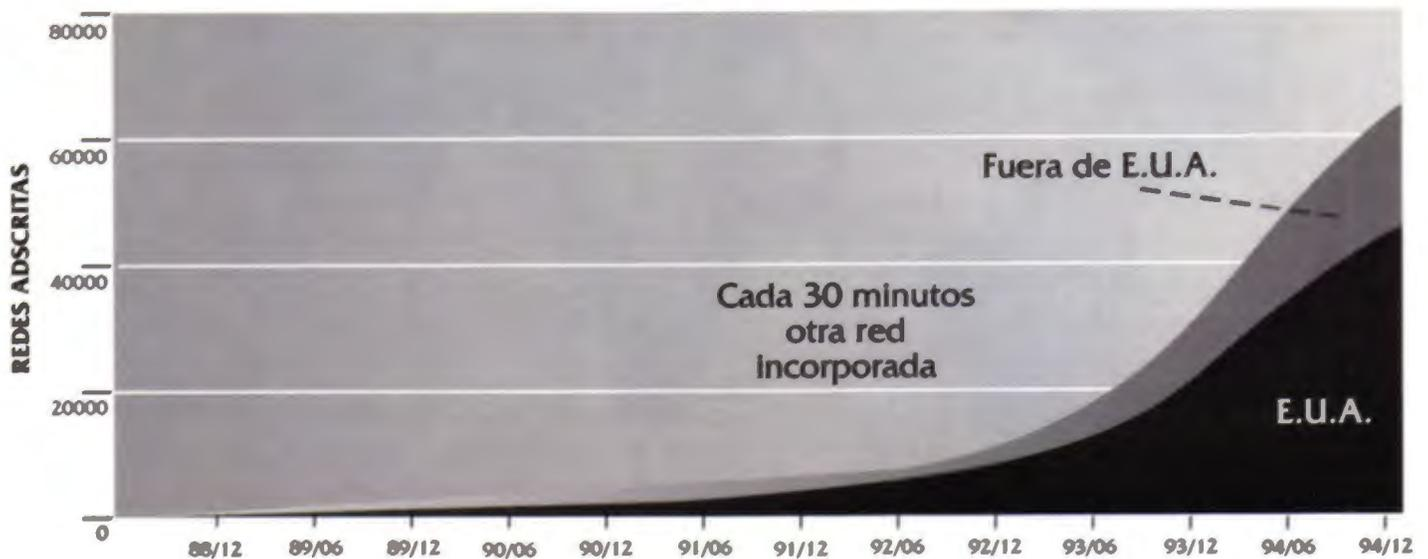 80000
60000
40000
20000
0
REDES ADSCRITAS
Fuera de E.U.A.
Cada 30 minutos
otra red
incorporada
E.U.A.
88/12 89/06 89/12 90/06 90/12 91/06 91/12 92/06 92/12 93/06 93/12 94/06 94/12